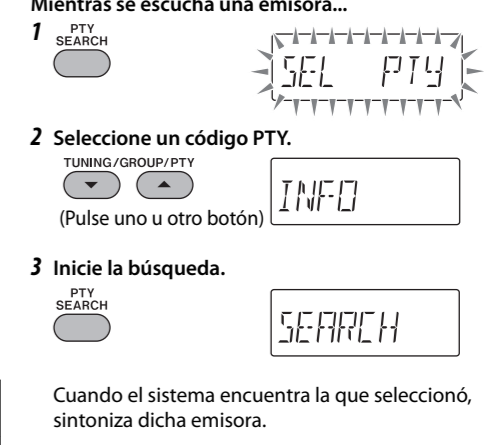 Mientras se escucha una emisora...
1 PTY
SEARCH
SEL PTY
2 Seleccione un código PTY.
TUNING/GROUP/PTY
(Pulse uno u otro botón)
INFO
3 Inicie la búsqueda.
PTY
SEARCH
SEARCH
Cuando el sistema encuentra la que seleccionó,
sintoniza dicha emisora.